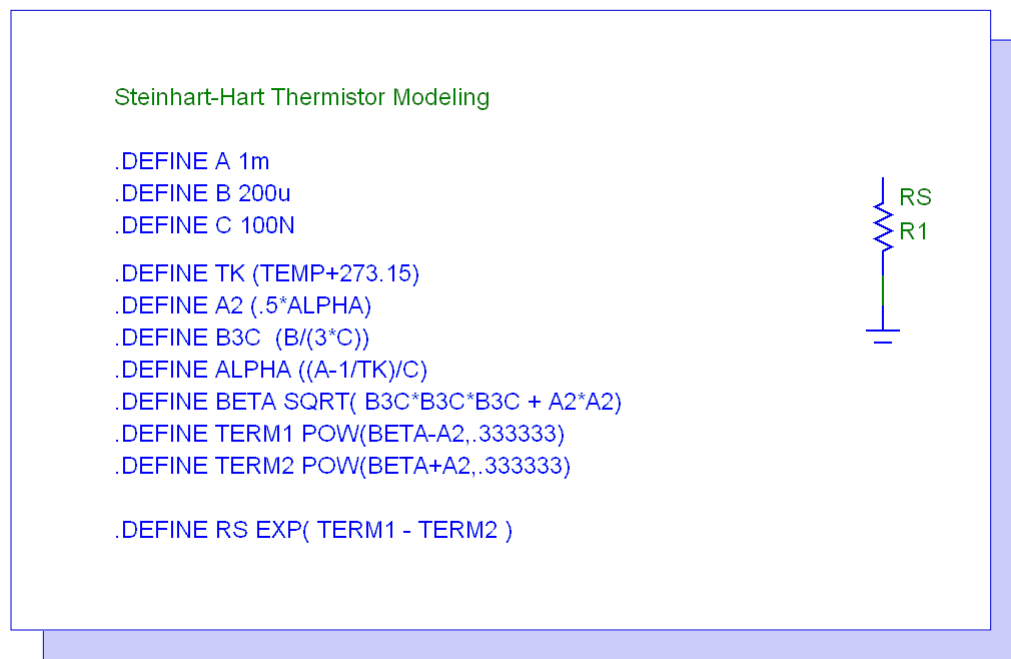 Steinhart-Hart Thermistor Modeling
.DEFINE A 1m
.DEFINE B 200u
.DEFINE C 100N
.DEFINE TK (TEMP+273.15)
.DEFINE A2 (.5*ALPHA)
.DEFINE B3C (B/(3*C))
.DEFINE ALPHA ((A-1/TK)/C)
.DEFINE BETA SQRT( B3C*B3C*B3C + A2*A2)
.DEFINE TERM1 POW(BETA-A2,.333333)
.DEFINE TERM2 POW(BETA+A2,.333333)
.DEFINE RS EXP( TERM1 - TERM2 )
RS
R1